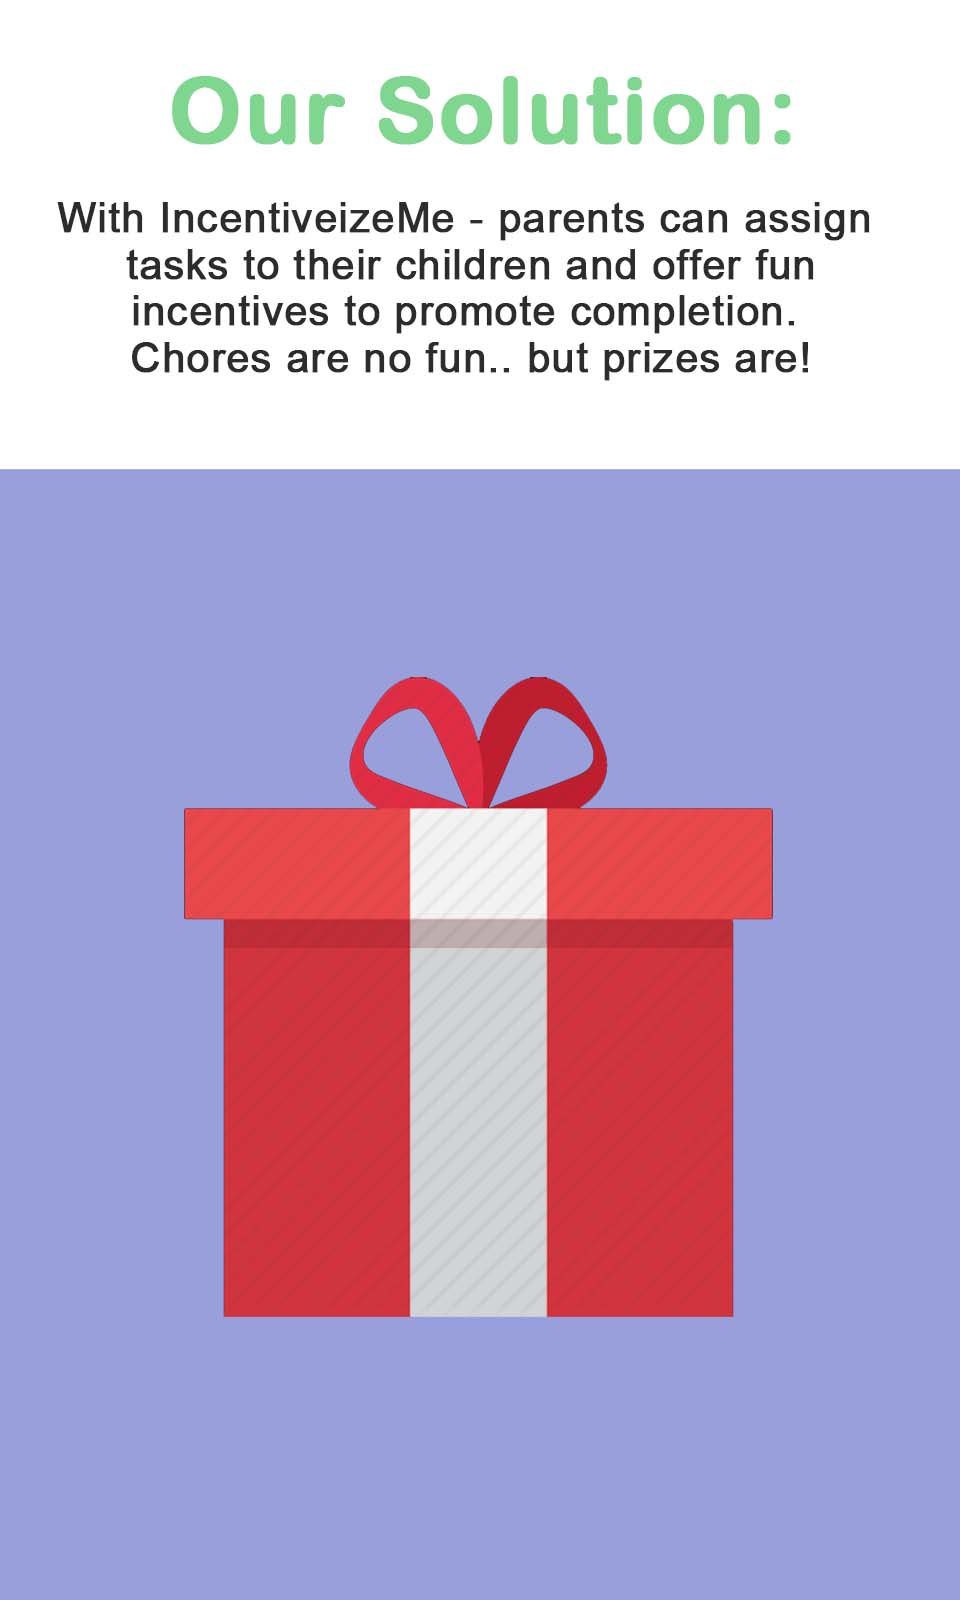 Our Solution:
With IncentiveizeMe - parents can assign
tasks to their children and offer fun
incentives to promote completion.
Chores are no fun.. but prizes are!